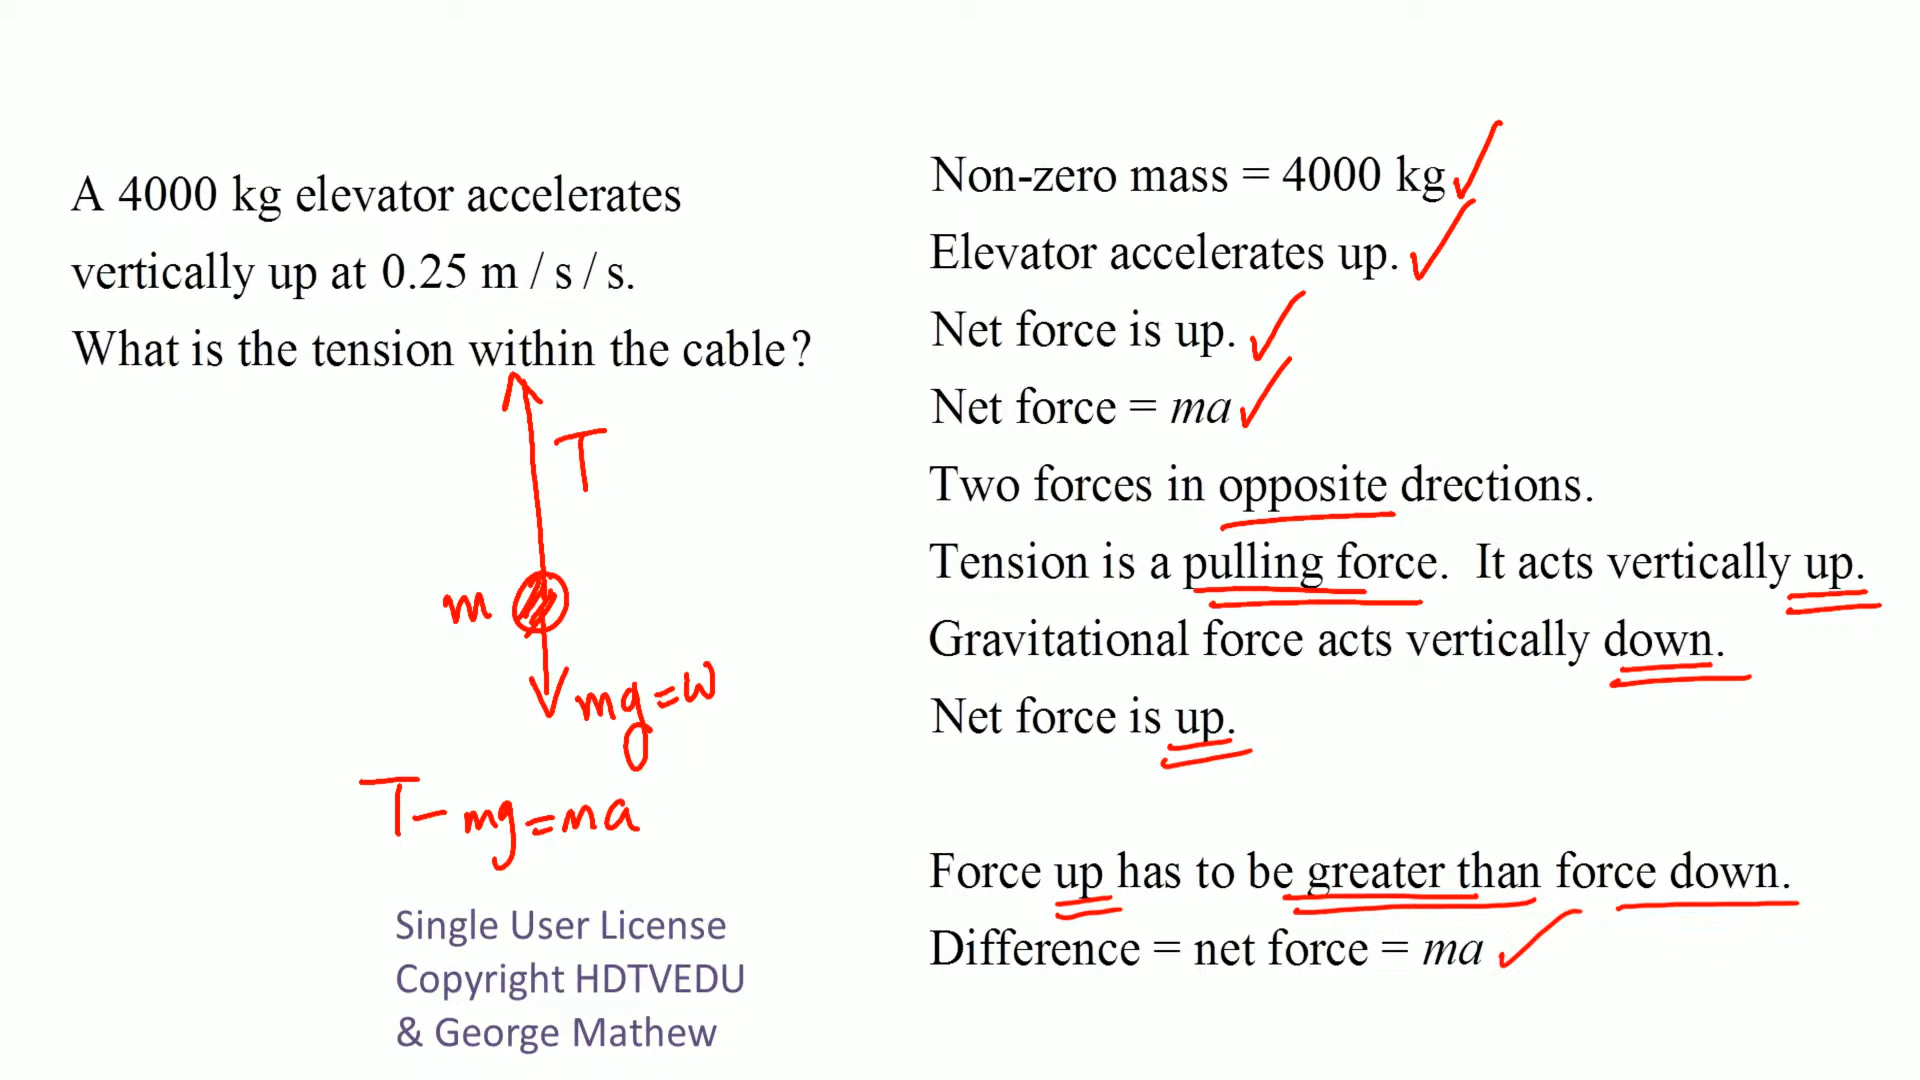 A 4000 kg elevator accelerates
vertically up at 0.25 m / s / s.
What is the tension within the cable?
T
m
mg=w
T-mg=ma
Single User License
Copyright HDTVEDU
& George Mathew
Non-zero mass = 4000 kg
Elevator accelerates up.
Net force is up.
Net force = ma
Two forces in opposite drections.
Tension is a pulling force. It acts vertically up.
Gravitational force acts vertically down.
Net force is up.
Force up has to be greater than force down.
Difference = net force = ma